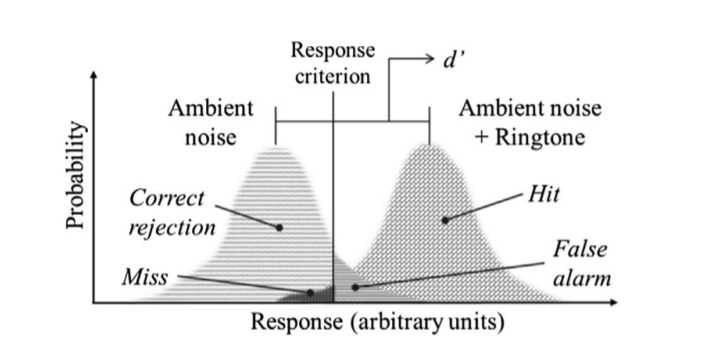 Response
criterion
d’
Ambient
noise
Ambient noise
+ Ringtone
Probability
Correct
rejection
Hit
Miss
False
alarm
Response (arbitrary units)